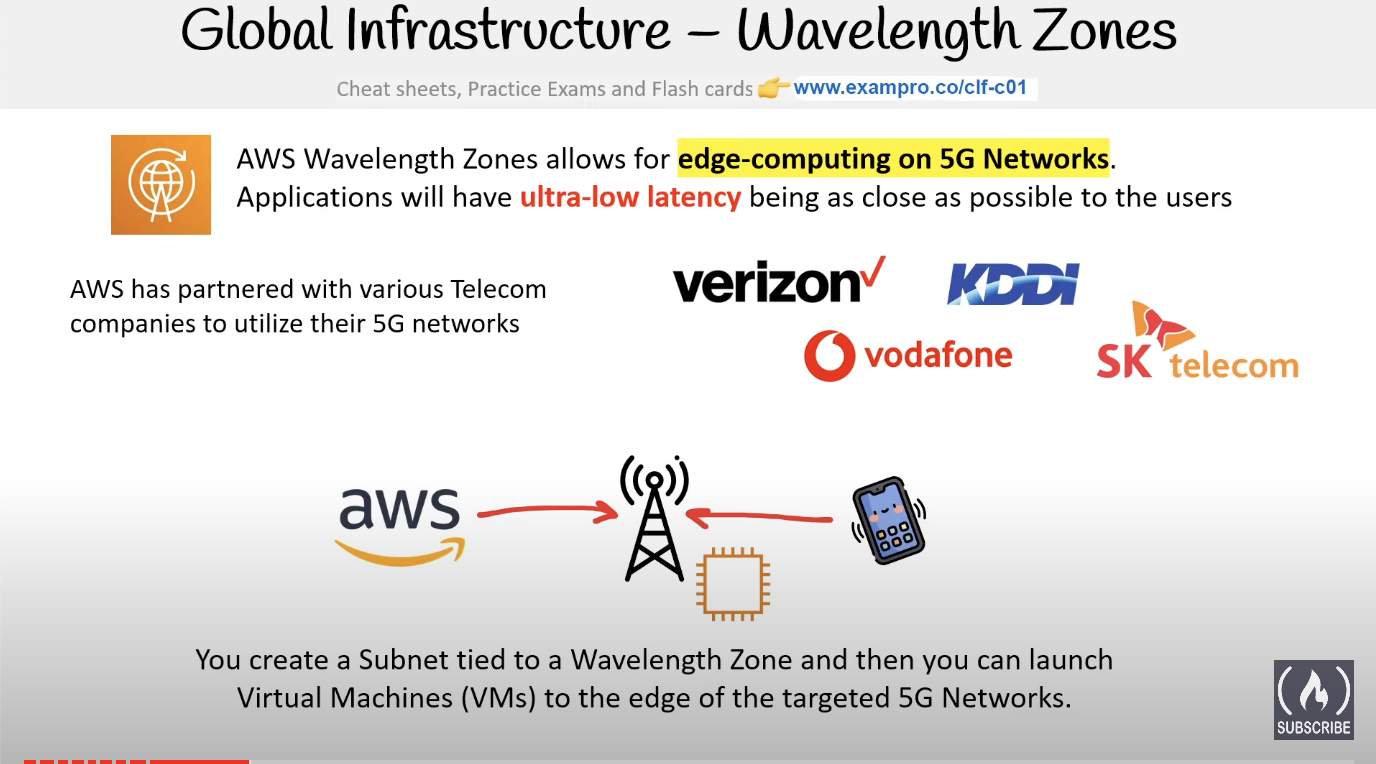 Global Infrastructure – Wavelength Zones
Cheat sheets, Practice Exams and Flash cards 👉 www.exampro.co/clf-c01
AWS Wavelength Zones allows for edge-computing on 5G Networks.
Applications will have ultra-low latency being as close as possible to the users
AWS has partnered with various Telecom
companies to utilize their 5G networks
verizon✓
KDDI
vodafone
SK telecom
aws
You create a Subnet tied to a Wavelength Zone and then you can launch
Virtual Machines (VMs) to the edge of the targeted 5G Networks.
SUBSCRIBE